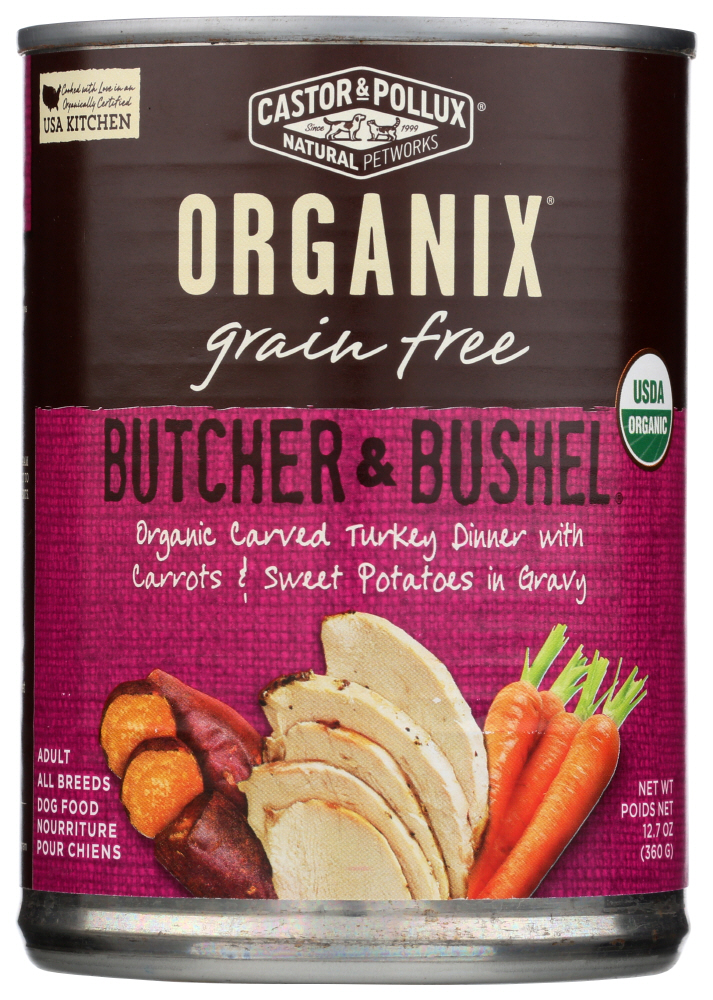 Cooked with Love in an
Organically Certified
USA KITCHEN
CASTOR & POLLUX®
Since 1999
NATURAL PETWORKS
ORGANIX®
grain free
USDA
ORGANIC
BUTCHER & BUSHEL®
Organic Carved Turkey Dinner with
Carrots & Sweet Potatoes in Gravy
ADULT
ALL BREEDS
DOG FOOD
NOURRITURE
POUR CHIENS
NET WT
POIDS NET
12.7 OZ
(360 G)